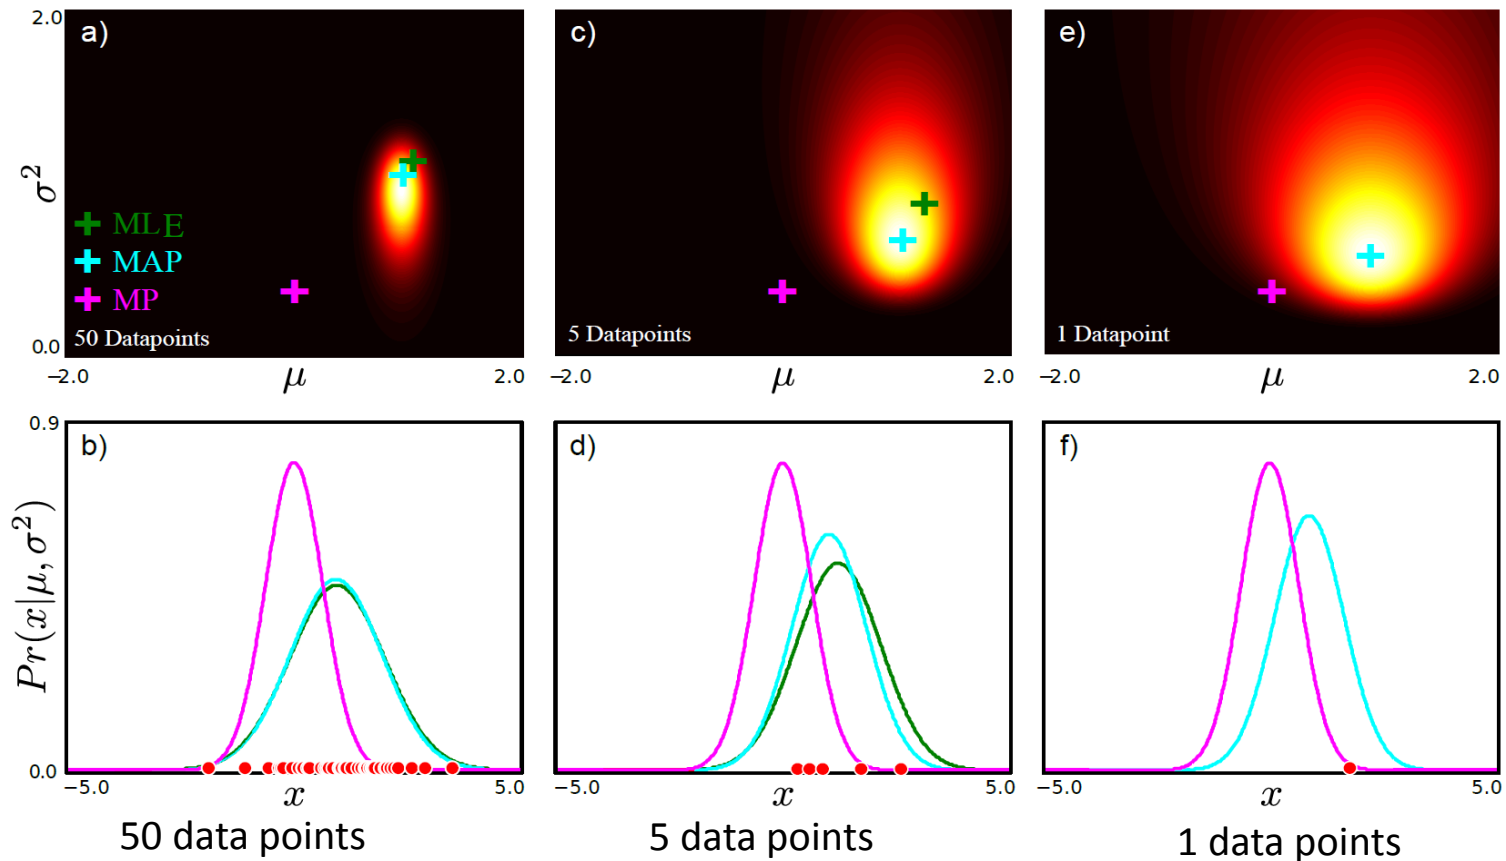 2.0
a)
c)
e)
σ²
MLE
MAP
MP
50 Datapoints
5 Datapoints
1 Datapoint
0.0
−2.0
μ
2.0
−2.0
μ
2.0
−2.0
μ
2.0
0.9
b)
d)
f)
Pr(x|μ, σ²)
0.0
−5.0
x
5.0
−5.0
x
5.0
−5.0
x
5.0
50 data points
5 data points
1 data points